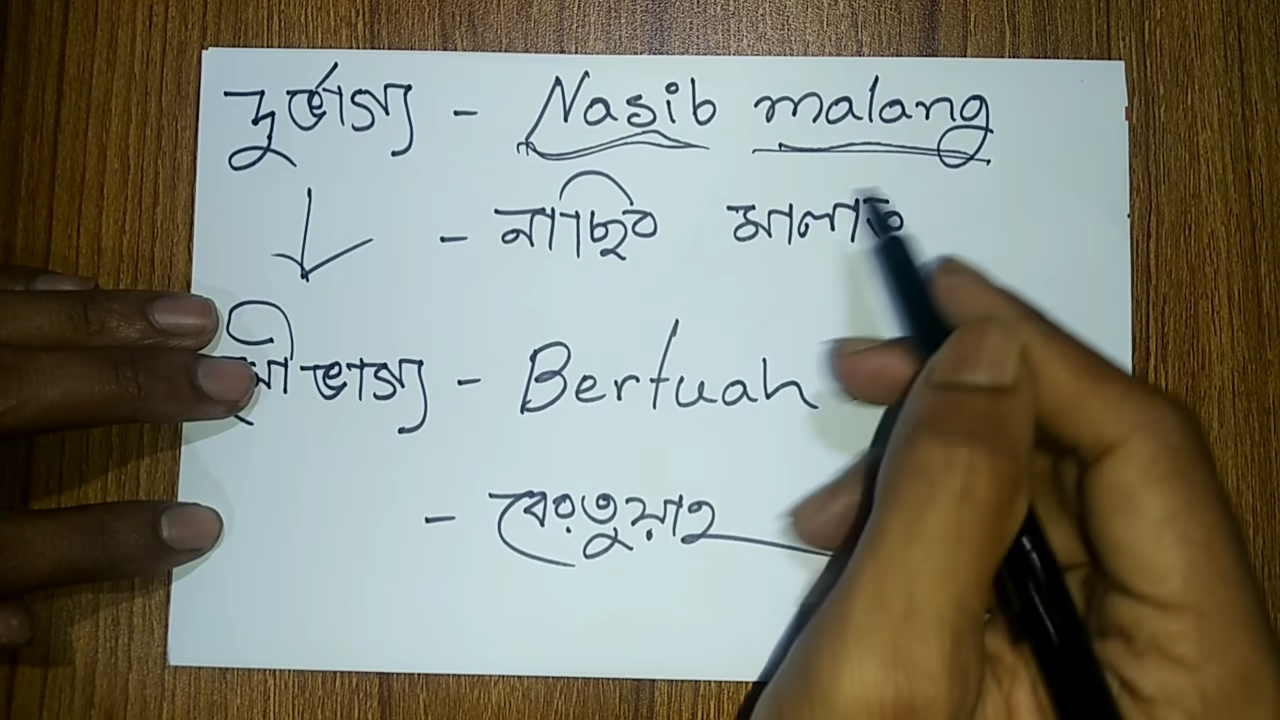 দুর্ভাগ্য - Nasib malang
- নাছিব মালাং
সৌভাগ্য - Bertuah
- বেরতুয়াহ